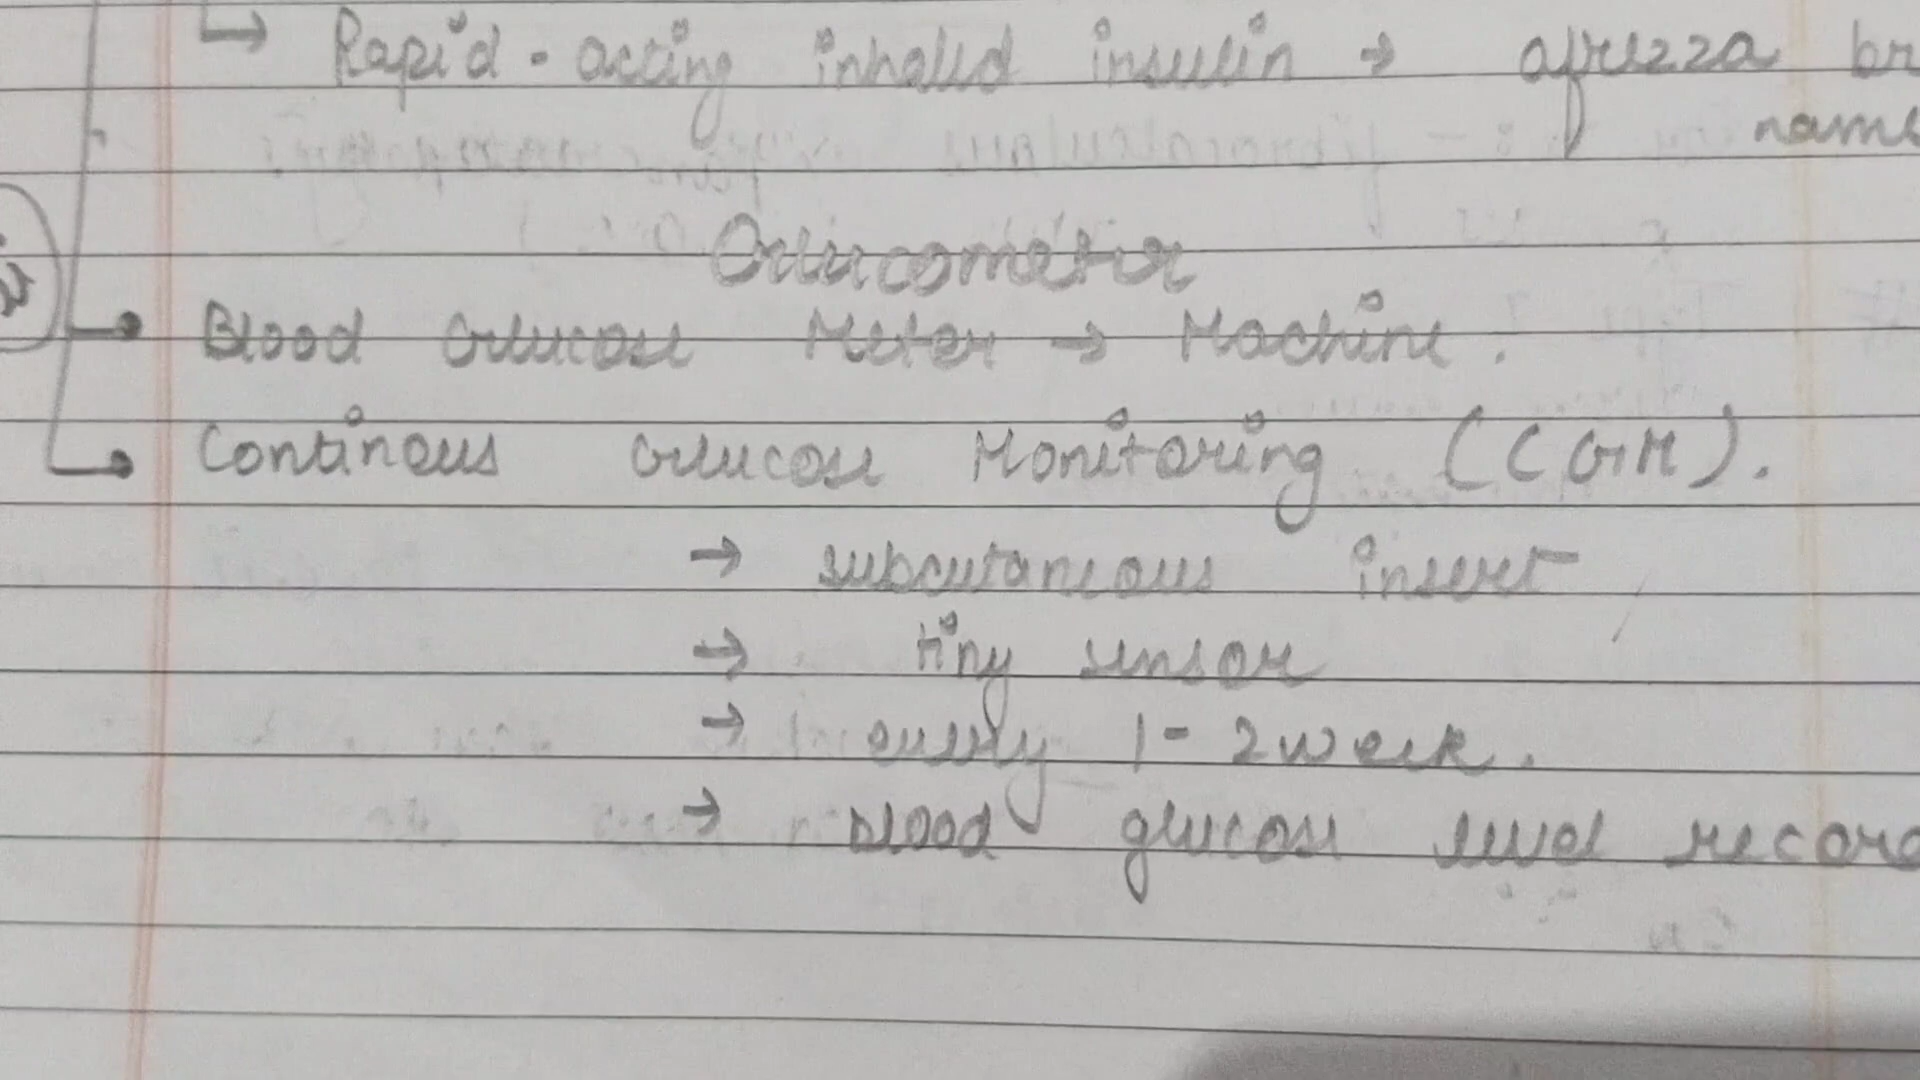 ↳ Rapid - acting inhaled insulin → afrezza br
name
Glucometer
→ Blood Glucose Meter → Machine.
→ Continous Glucose Monitoring (CGM).
→ subcutaneous insert
→ tiny sensor
→ every 1 - 2 week.
→ blood glucose level record